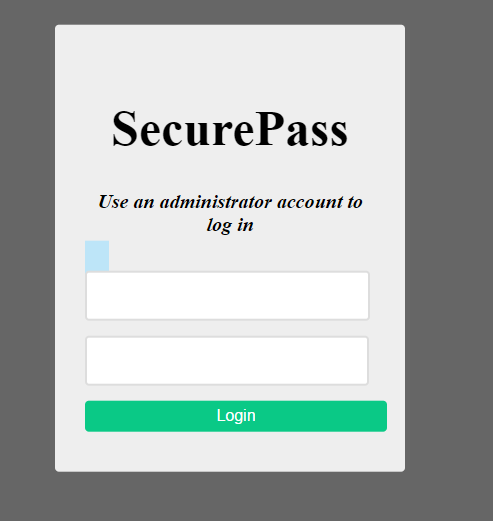 SecurePass
Use an administrator account to
log in
Login